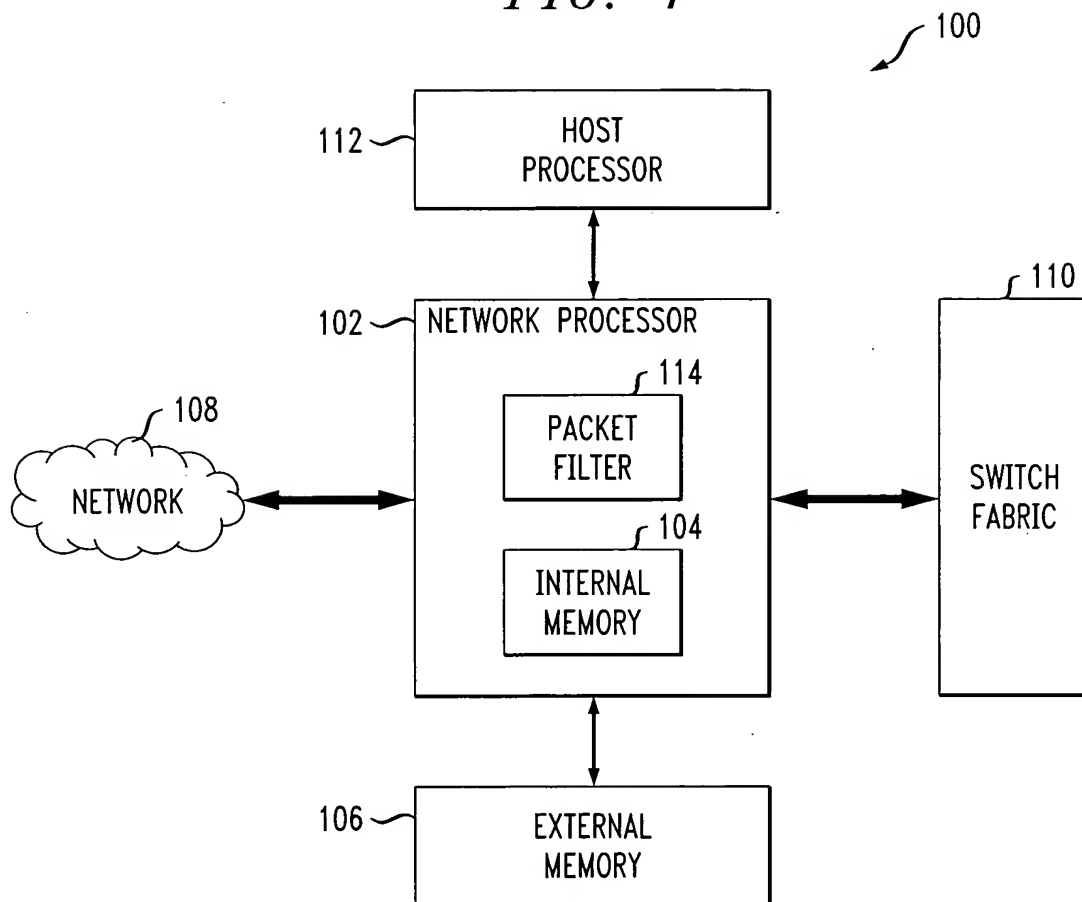 100
112
HOST
PROCESSOR
110
102
NETWORK PROCESSOR
114
PACKET
FILTER
108
NETWORK
SWITCH
FABRIC
104
INTERNAL
MEMORY
106
EXTERNAL
MEMORY